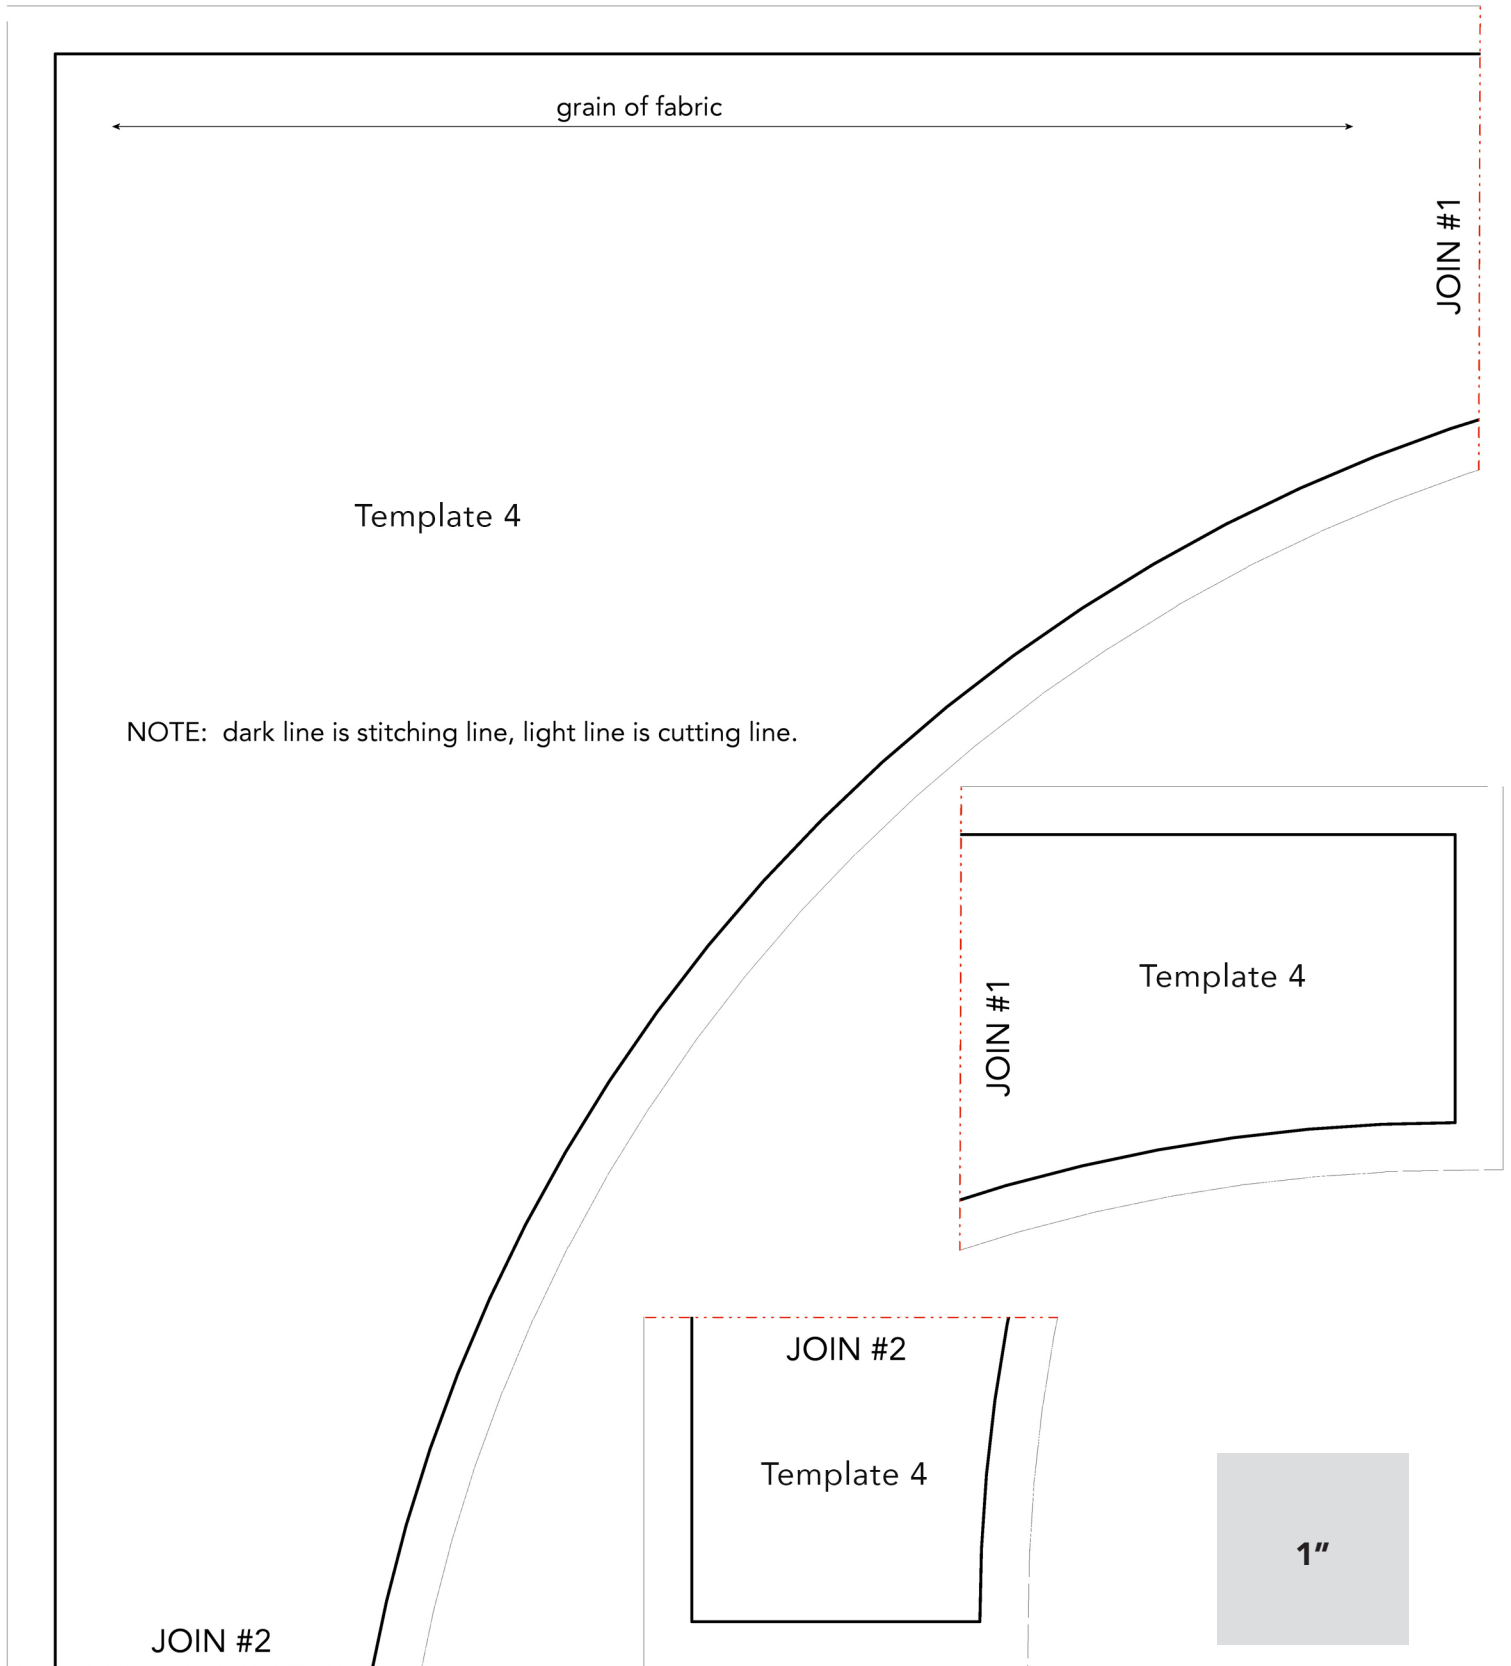 grain of fabric
JOIN #1
Template 4
NOTE:  dark line is stitching line, light line is cutting line.
Template 4
JOIN #1
JOIN #2
Template 4
1”
JOIN #2